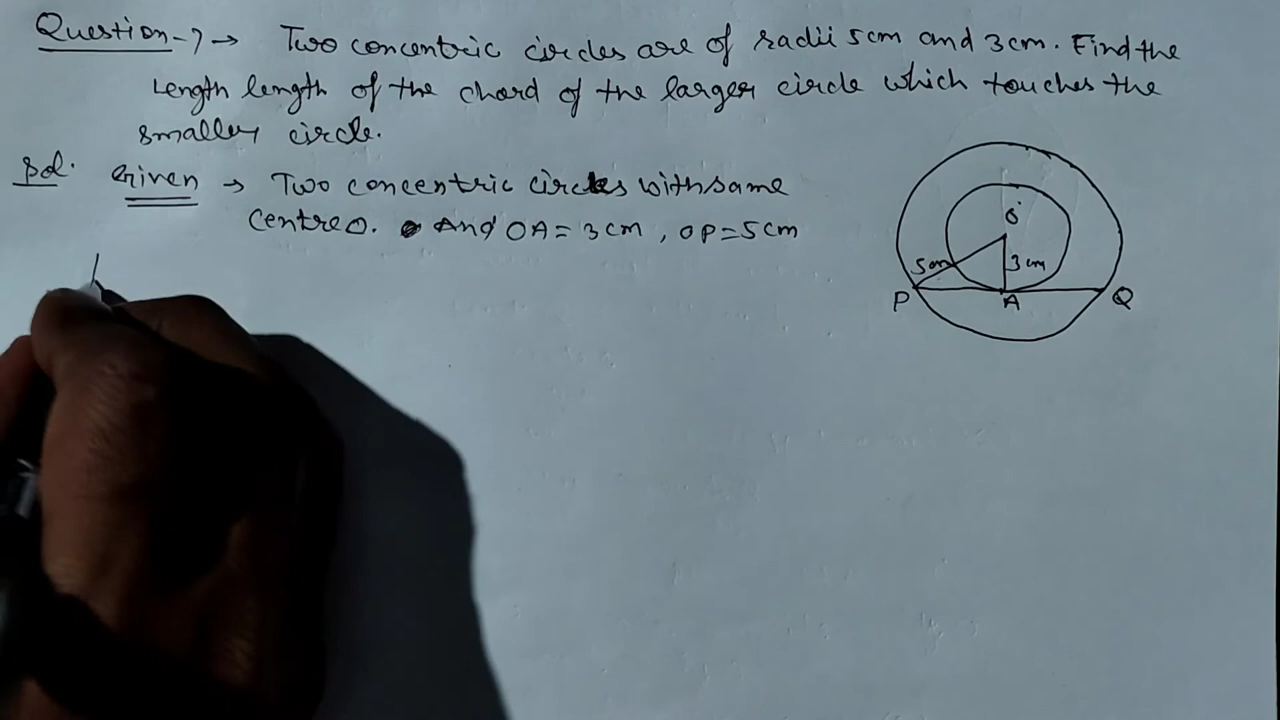 Question-7 → Two concentric circles are of radii 5cm and 3cm. Find the
Length length of the chord of the larger circle which touches the
smaller circle.
Sol. Given → Two concentric circles with same
centre O. And OA = 3cm, OP = 5cm
O
5cm
3cm
P
A
Q